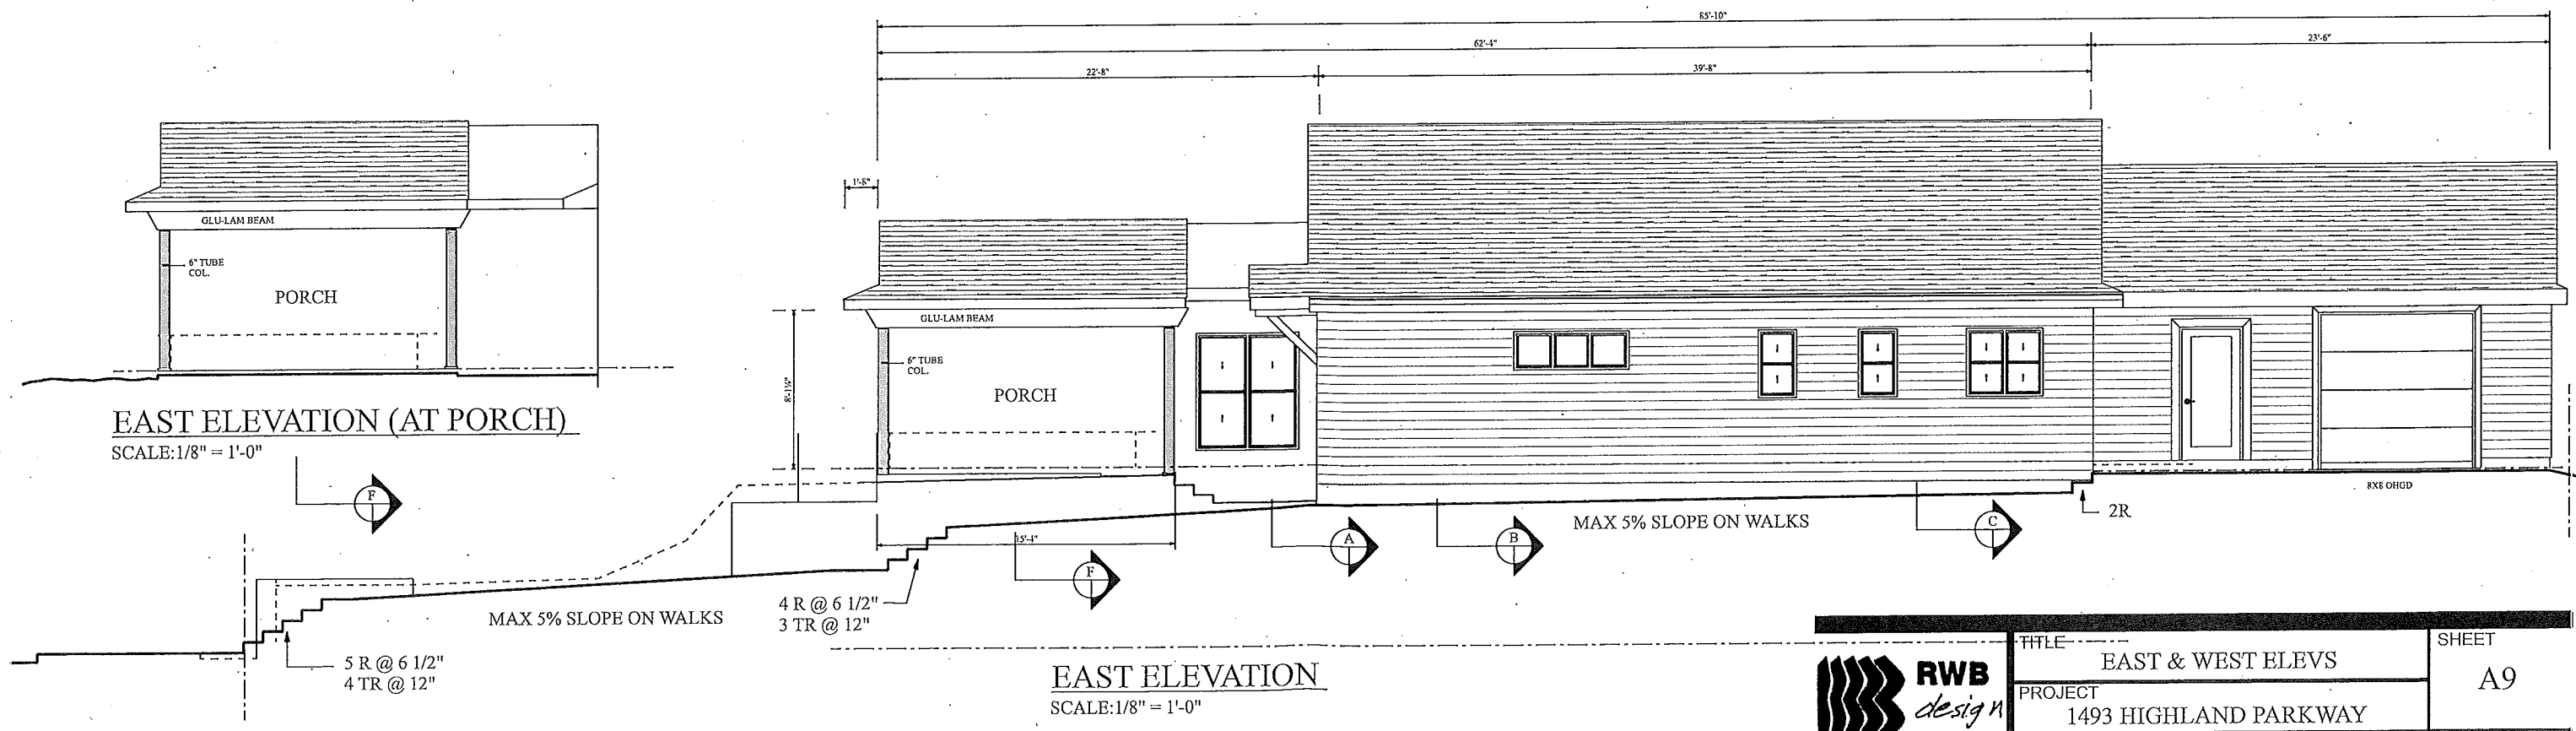 85'-10"
62'-4"
23'-6"
22'-8"
39'-8"
1'-8"
GLU-LAM BEAM
6" TUBE
COL.
PORCH
EAST ELEVATION (AT PORCH)
SCALE:1/8" = 1'-0"
F
GLU-LAM BEAM
6" TUBE
COL.
PORCH
15'-4"
F
A
B
C
MAX 5% SLOPE ON WALKS
2R
8X8 OHGD
MAX 5% SLOPE ON WALKS
4 R @ 6 1/2"
3 TR @ 12"
5 R @ 6 1/2"
4 TR @ 12"
EAST ELEVATION
SCALE:1/8" = 1'-0"
RWB
design
TITLE
EAST & WEST ELEVS
PROJECT
1493 HIGHLAND PARKWAY
SHEET
A9